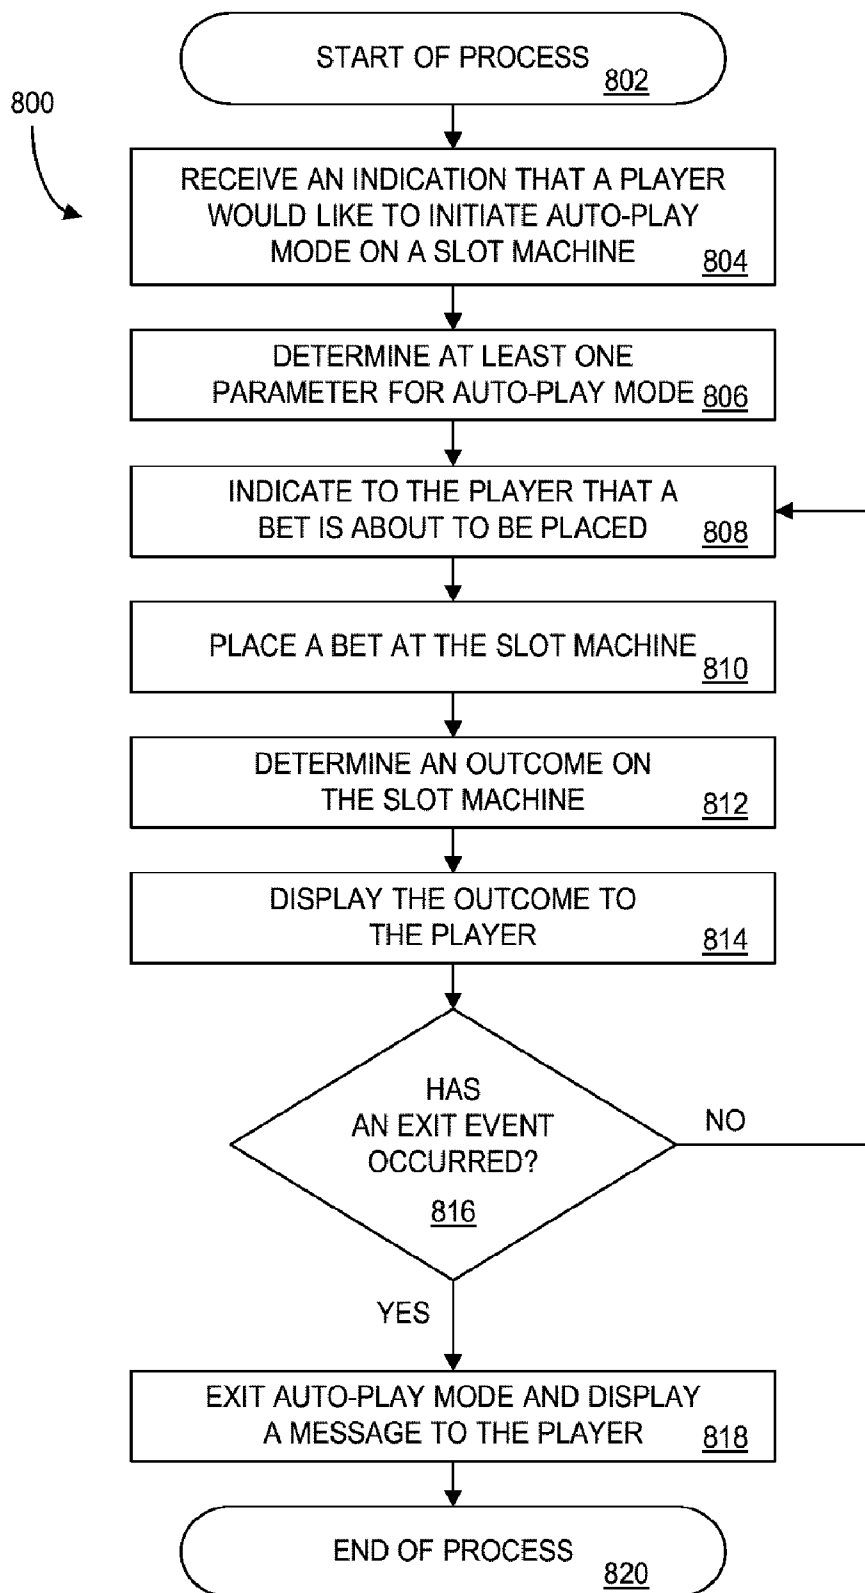 START OF PROCESS
802
800
RECEIVE AN INDICATION THAT A PLAYER
WOULD LIKE TO INITIATE AUTO-PLAY
MODE ON A SLOT MACHINE
804
DETERMINE AT LEAST ONE
PARAMETER FOR AUTO-PLAY MODE
806
INDICATE TO THE PLAYER THAT A
BET IS ABOUT TO BE PLACED
808
PLACE A BET AT THE SLOT MACHINE
810
DETERMINE AN OUTCOME ON
THE SLOT MACHINE
812
DISPLAY THE OUTCOME TO
THE PLAYER
814
HAS
AN EXIT EVENT
OCCURRED?
816
NO
YES
EXIT AUTO-PLAY MODE AND DISPLAY
A MESSAGE TO THE PLAYER
818
END OF PROCESS
820